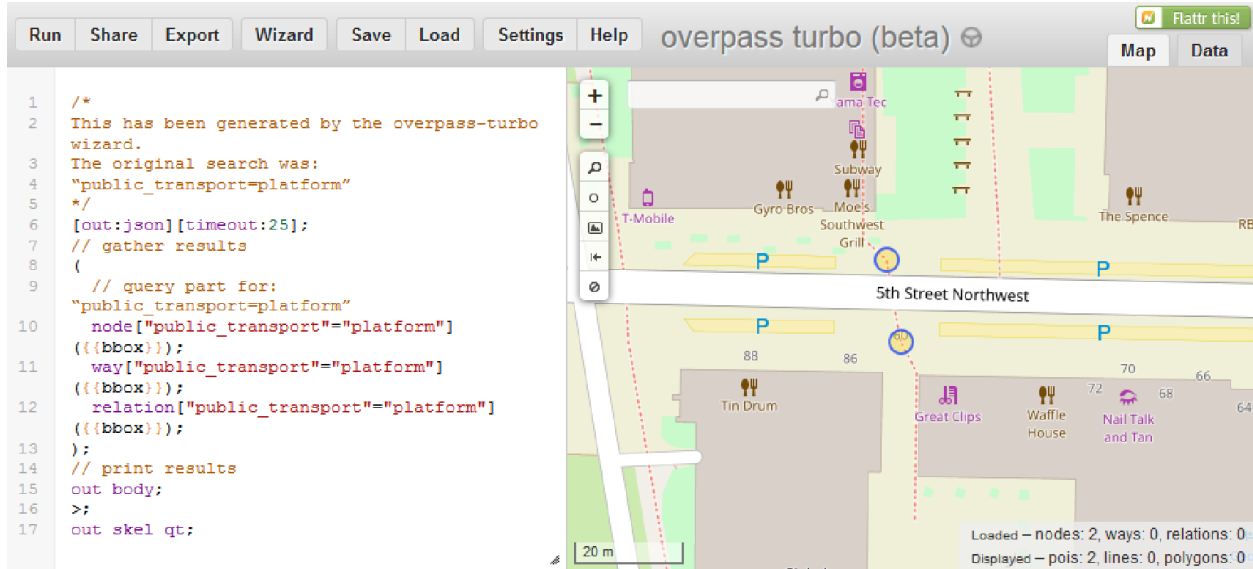 Run Share Export Wizard Save Load Settings Help overpass turbo (beta)
Flattr this!
Map Data
1 /*
2 This has been generated by the overpass-turbo
wizard.
3 The original search was:
4 “public_transport=platform”
5 */
6 [out:json][timeout:25];
7 // gather results
8 (
9 // query part for:
“public_transport=platform”
10 node["public_transport"="platform"]
({{bbox}});
11 way["public_transport"="platform"]
({{bbox}});
12 relation["public_transport"="platform"]
({{bbox}});
13 );
14 // print results
15 out body;
16 >;
17 out skel qt;
+
−
ama Tec
Subway
T-Mobile
Gyro Bros
Moe's
Southwest
Grill
The Spence
RB
P
P
5th Street Northwest
P
P
88
86
70
66
72
68
64
Tin Drum
Great Clips
Waffle
House
Nail Talk
and Tan
20 m
Loaded – nodes: 2, ways: 0, relations: 0
Displayed – pois: 2, lines: 0, polygons: 0